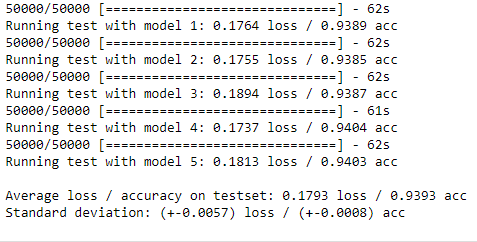 50000/50000 [==============================] - 62s
Running test with model 1: 0.1764 loss / 0.9389 acc
50000/50000 [==============================] - 62s
Running test with model 2: 0.1755 loss / 0.9385 acc
50000/50000 [==============================] - 62s
Running test with model 3: 0.1894 loss / 0.9387 acc
50000/50000 [==============================] - 61s
Running test with model 4: 0.1737 loss / 0.9404 acc
50000/50000 [==============================] - 62s
Running test with model 5: 0.1813 loss / 0.9403 acc
Average loss / accuracy on testset: 0.1793 loss / 0.9393 acc
Standard deviation: (+-0.0057) loss / (+-0.0008) acc